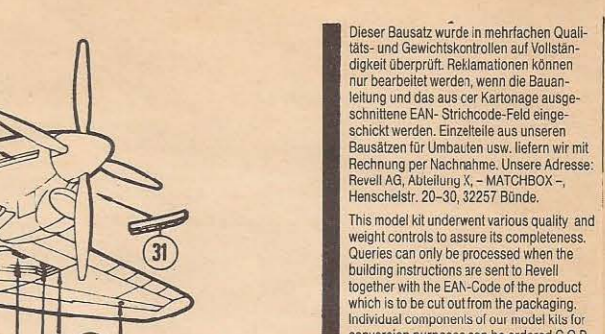 Dieser Bausatz wurde in mehrfachen Quali-
täts- und Gewichtskontrollen auf Vollstän-
digkeit überprüft. Reklamationen können
nur bearbeitet werden, wenn die Bauan-
leitung und das aus der Kartonage ausge-
schnittene EAN- Strichcode-Feld einge-
schickt werden. Einzelteile aus unseren
Bausätzen für Umbauten usw. liefern wir mit
Rechnung per Nachnahme. Unsere Adresse:
Revell AG, Abteilung X, – MATCHBOX –,
Henschelstr. 20–30, 32257 Bünde.
This model kit underwent various quality and
weight controls to assure its completeness.
Queries can only be processed when the
building instructions are sent to Revell
together with the EAN-Code of the product
which is to be cut out from the packaging.
Individual components of our model kits for
conversion purposes can be ordered C.O.D.
31